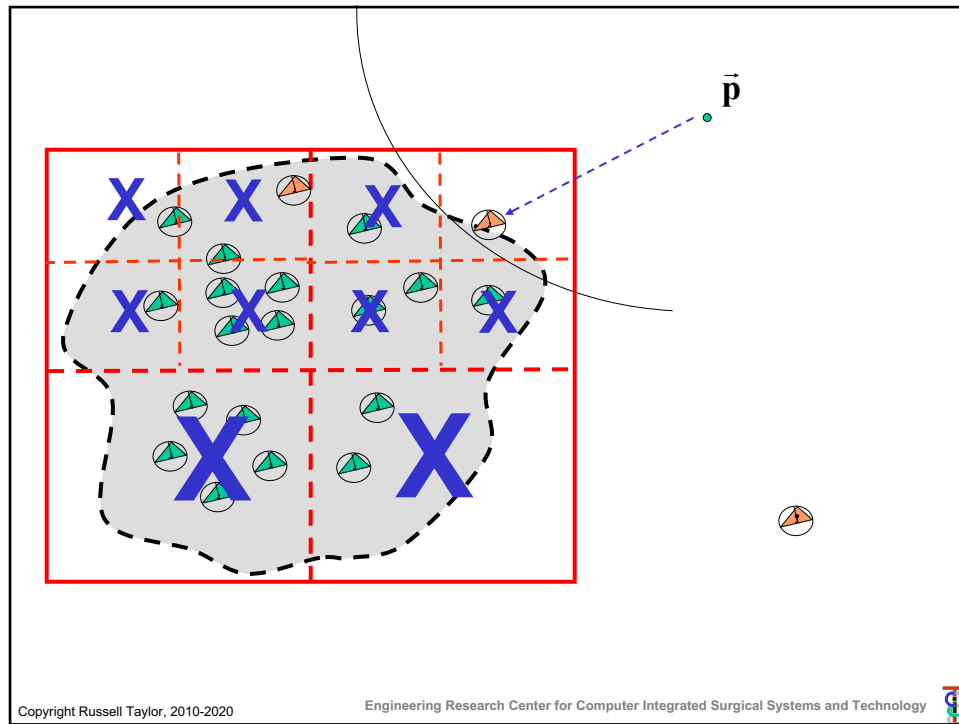 p
X X X
X X X X
X X
Copyright Russell Taylor, 2010-2020
Engineering Research Center for Computer Integrated Surgical Systems and Technology